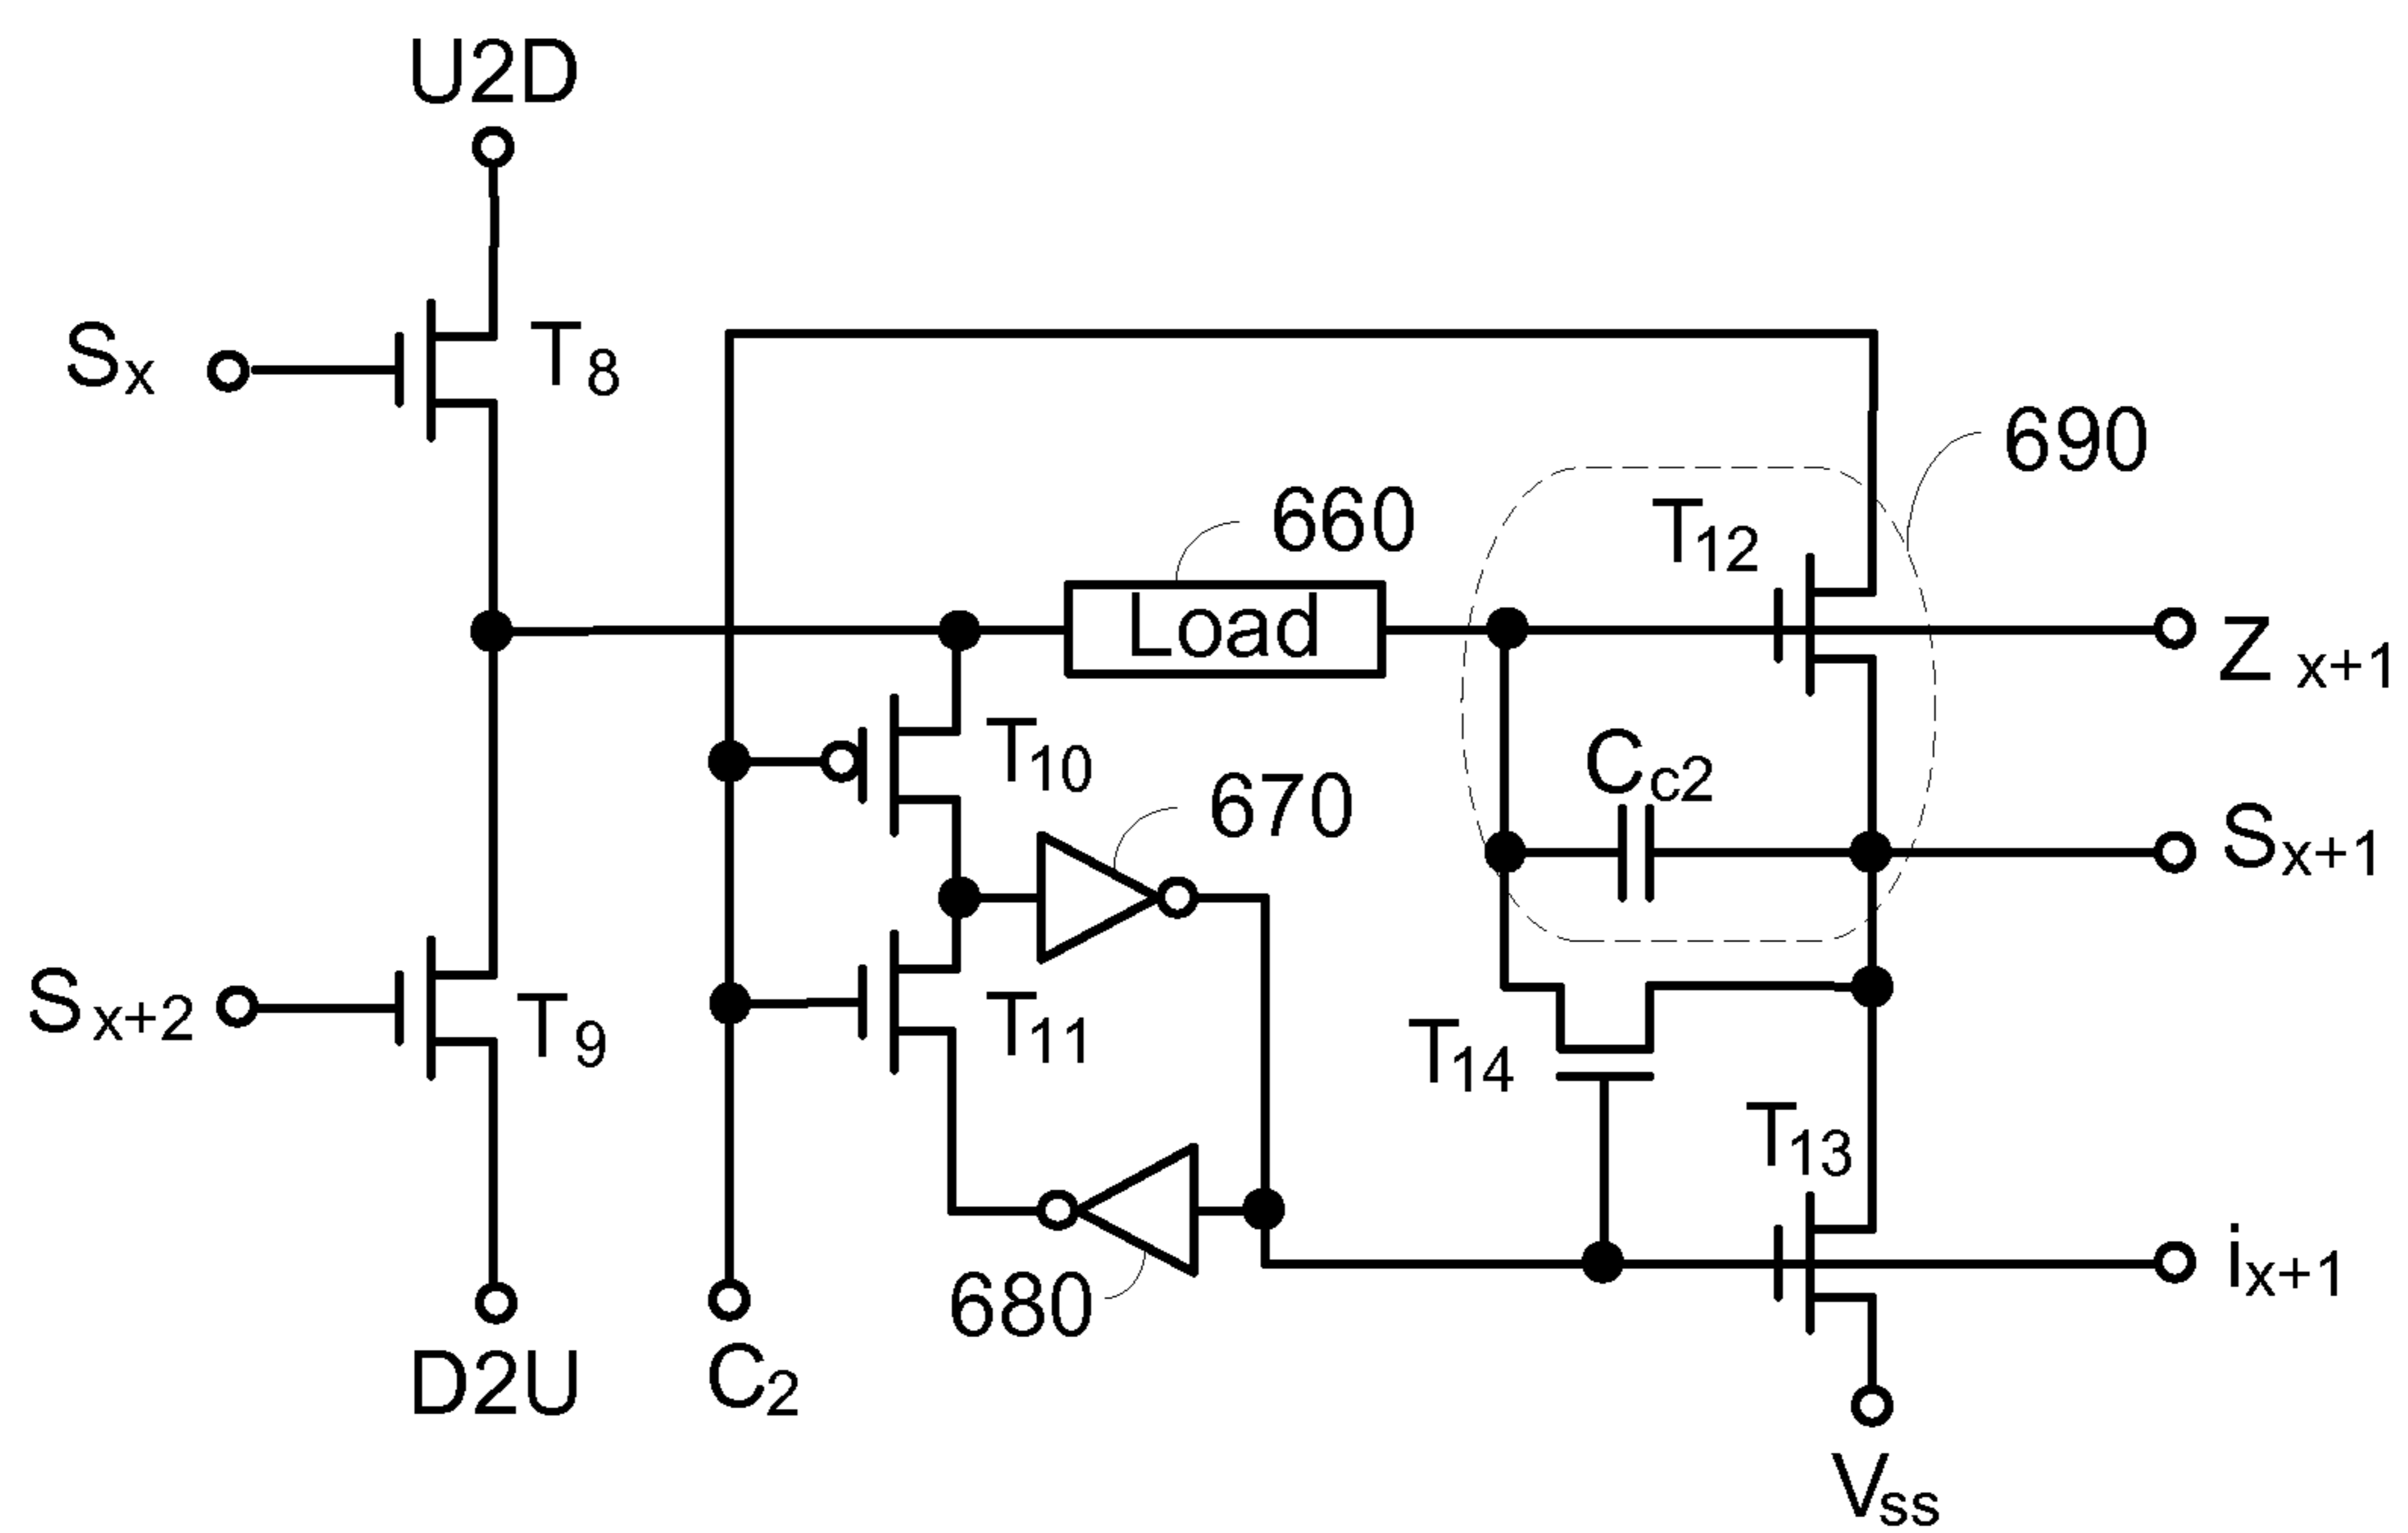 U2D
Sx
T8
690
660
T12
Load
Z x+1
T10
Cc2
670
Sx+1
Sx+2
T9
T11
T14
T13
680
ix+1
D2U
C2
Vss